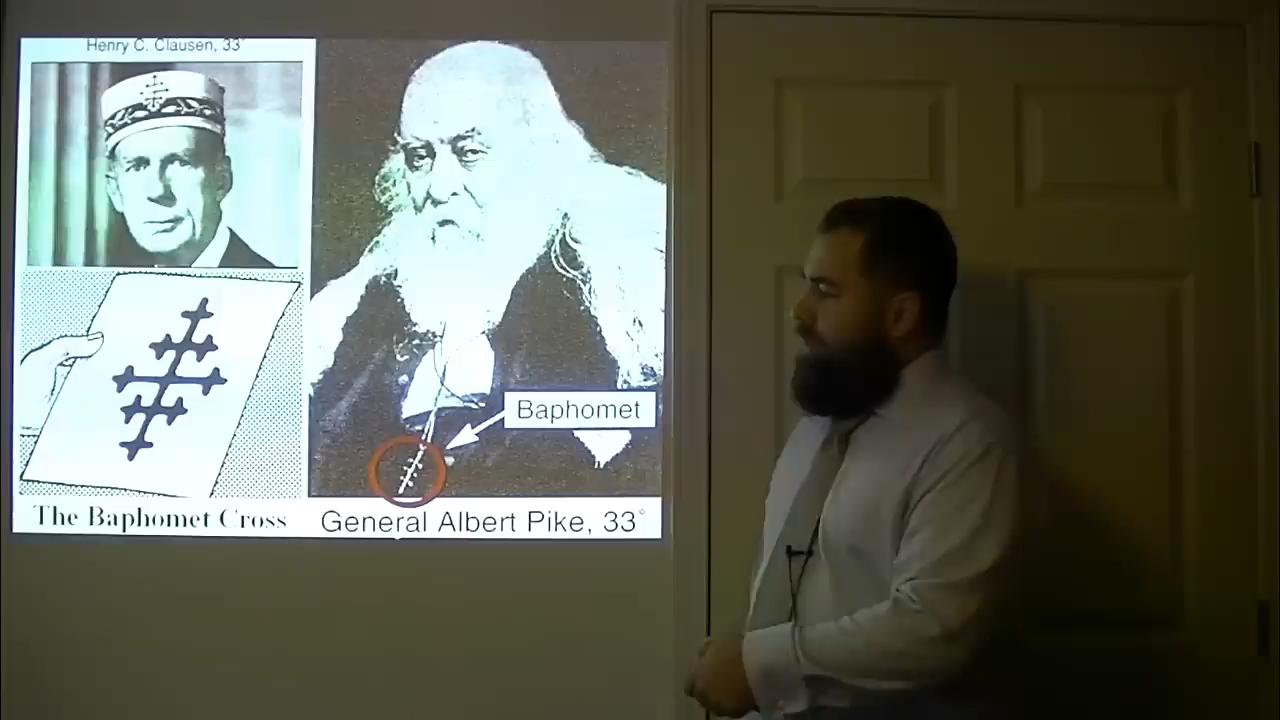 Henry C. Clausen, 33°
Baphomet
The Baphomet Cross
General Albert Pike, 33°